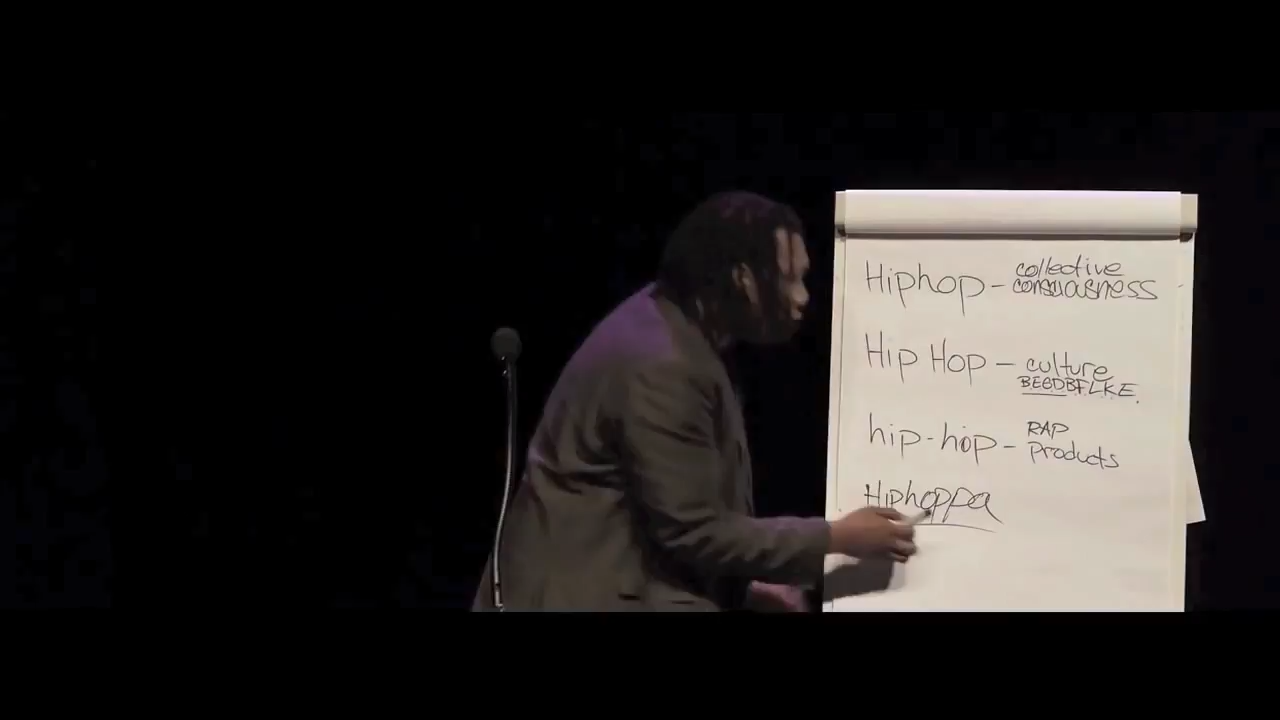 Hiphop - collective
consciousness
Hip Hop - culture
BEEDBFLKE.
hip-hop - RAP
products
Hiphoppa